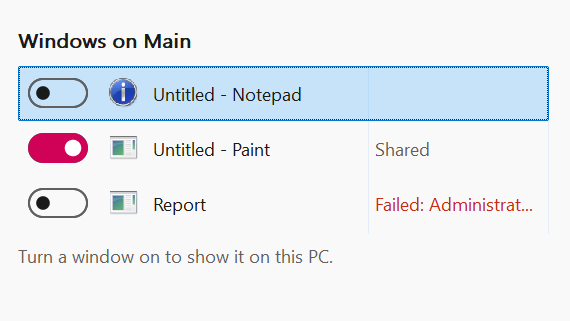 Windows on Main
Untitled - Notepad
Untitled - Paint Shared
Report Failed: Administrat...
Turn a window on to show it on this PC.